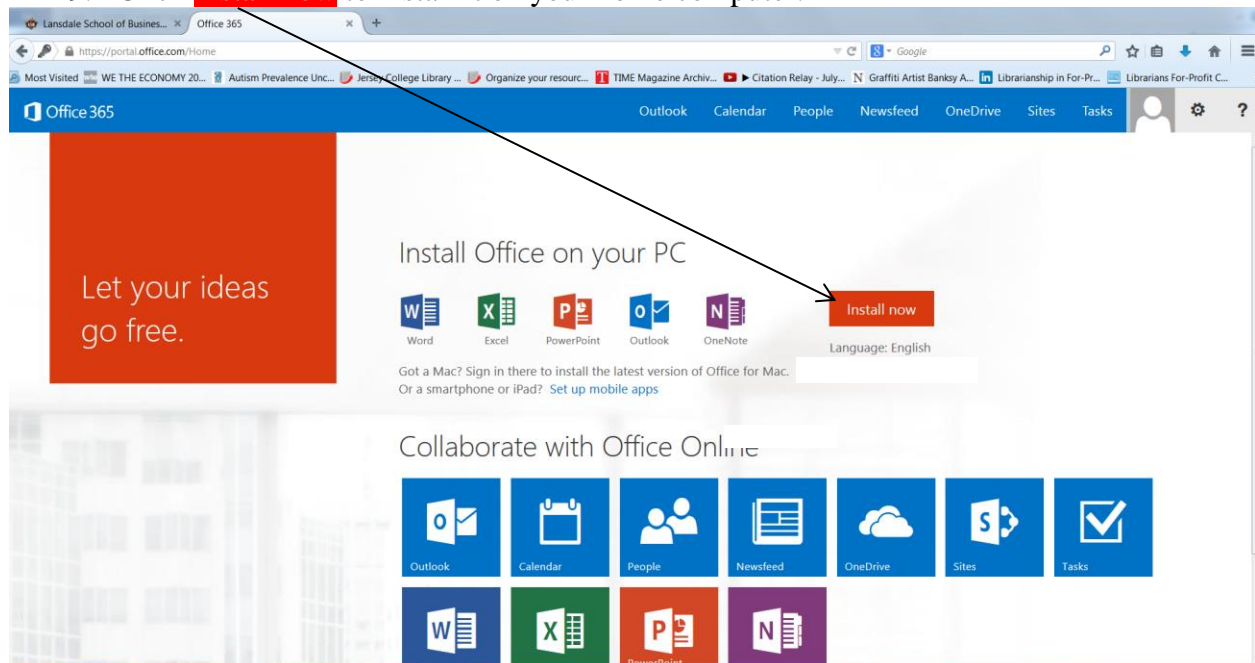 Lansdale School of Busines... × Office 365 × +
https://portal.office.com/Home Google
Most Visited WE THE ECONOMY 20... Autism Prevalence Unc... Jersey College Library ... Organize your resourc... TIME Magazine Archiv... ► Citation Relay - July... Graffiti Artist Banksy A... Librarianship in For-Pr... Librarians For-Profit C...
Office 365 Outlook Calendar People Newsfeed OneDrive Sites Tasks ?
Let your ideas
go free.
Install Office on your PC
Word Excel PowerPoint Outlook OneNote
Install now
Language: English
Got a Mac? Sign in there to install the latest version of Office for Mac.
Or a smartphone or iPad? Set up mobile apps
Collaborate with Office Online
Outlook Calendar People Newsfeed OneDrive Sites Tasks
PowerPoint